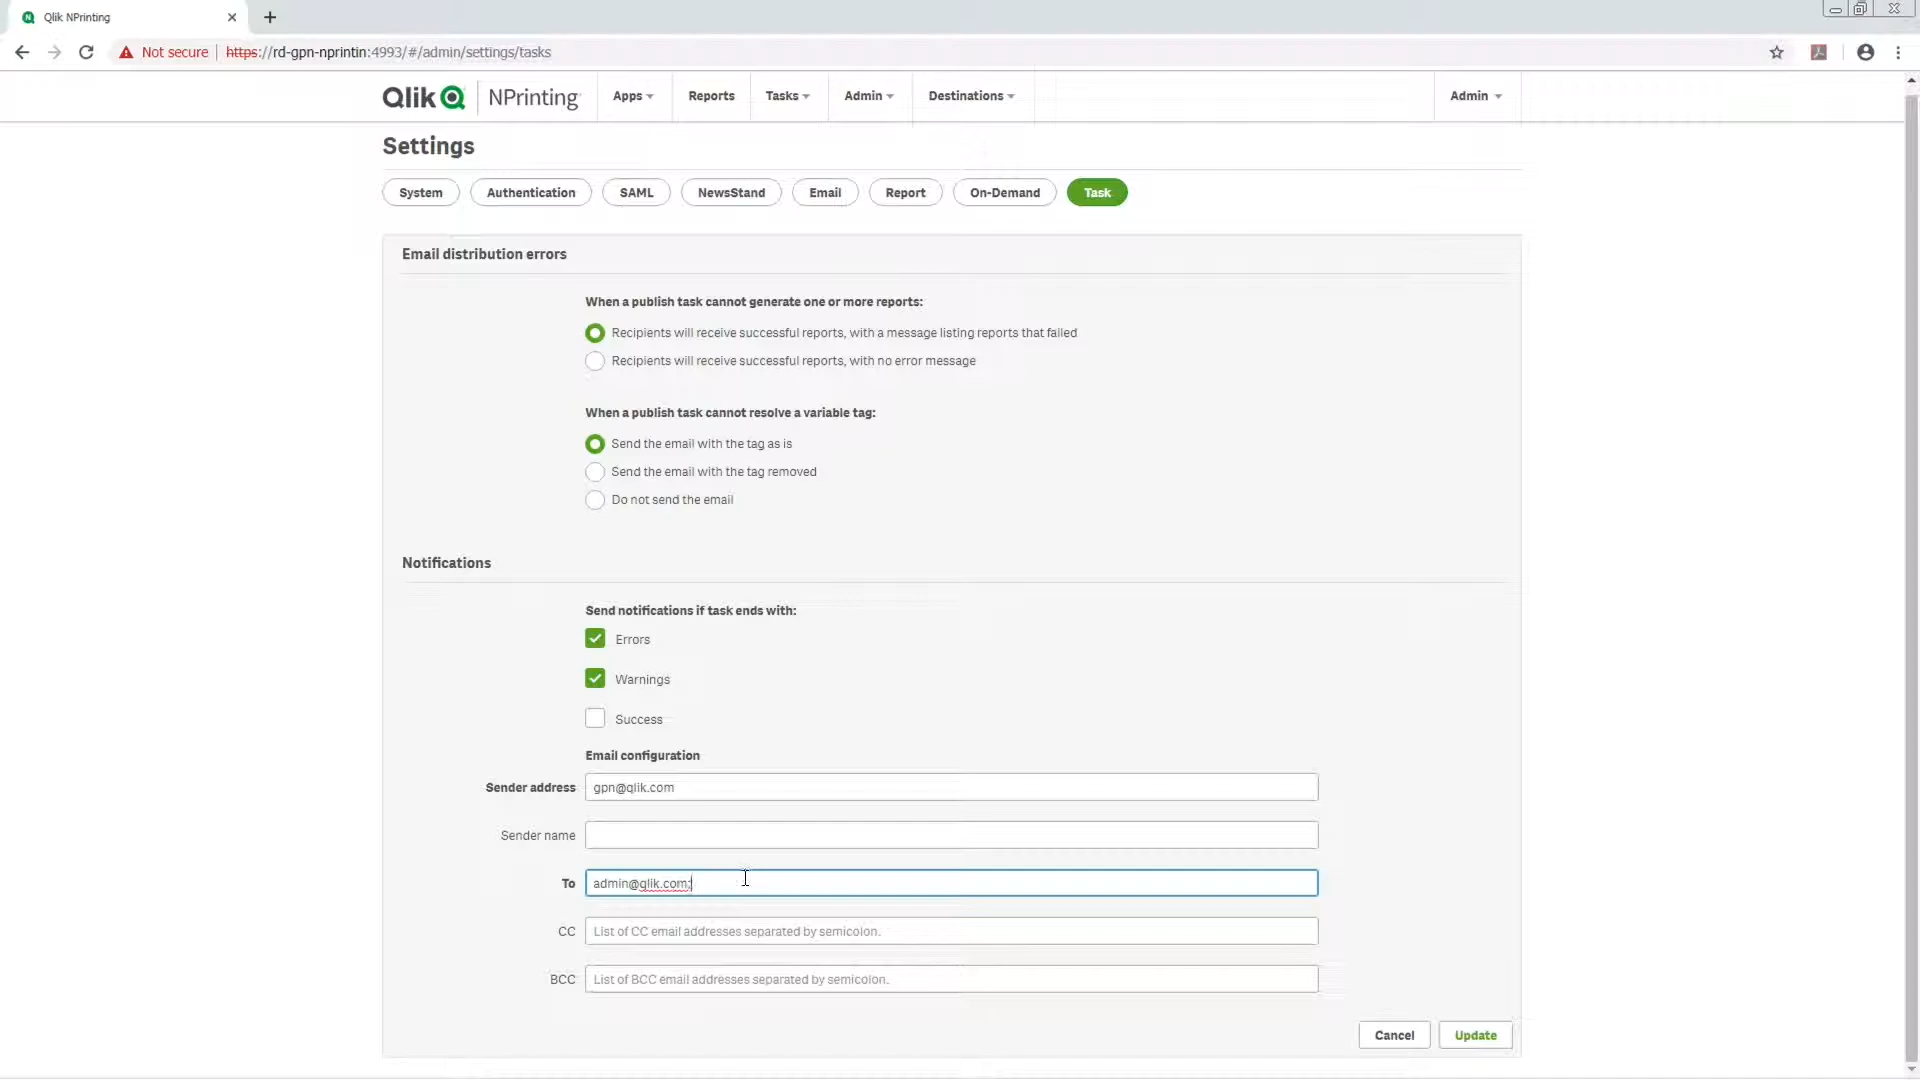 Qlik NPrinting
Not secure | https://rd-gpn-nprintin:4993/#/admin/settings/tasks
Qlik NPrinting Apps Reports Tasks Admin Destinations Admin
Settings
System Authentication SAML NewsStand Email Report On-Demand Task
Email distribution errors
When a publish task cannot generate one or more reports:
Recipients will receive successful reports, with a message listing reports that failed
Recipients will receive successful reports, with no error message
When a publish task cannot resolve a variable tag:
Send the email with the tag as is
Send the email with the tag removed
Do not send the email
Notifications
Send notifications if task ends with:
Errors
Warnings
Success
Email configuration
Sender address gpn@qlik.com
Sender name
To admin@qlik.com;
CC List of CC email addresses separated by semicolon.
BCC List of BCC email addresses separated by semicolon.
Cancel Update